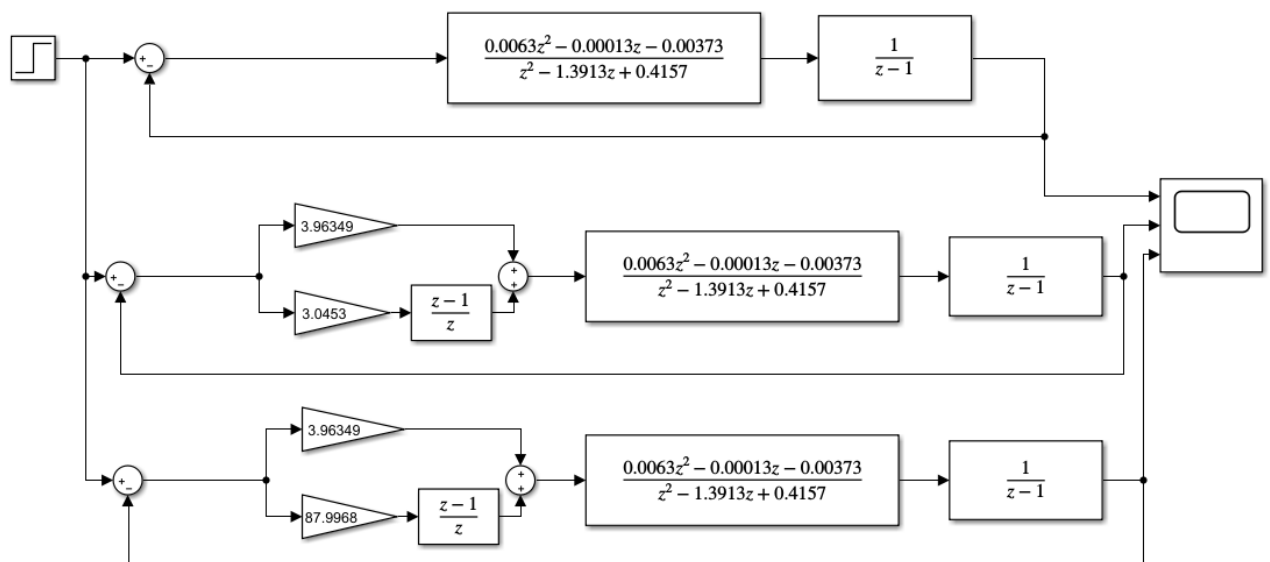 +
−
0.0063z² − 0.00013z − 0.00373
z² − 1.3913z + 0.4157
1
z − 1
3.96349
+
−
3.0453
z − 1
z
+
+
0.0063z² − 0.00013z − 0.00373
z² − 1.3913z + 0.4157
1
z − 1
3.96349
+
−
87.9968
z − 1
z
+
+
0.0063z² − 0.00013z − 0.00373
z² − 1.3913z + 0.4157
1
z − 1